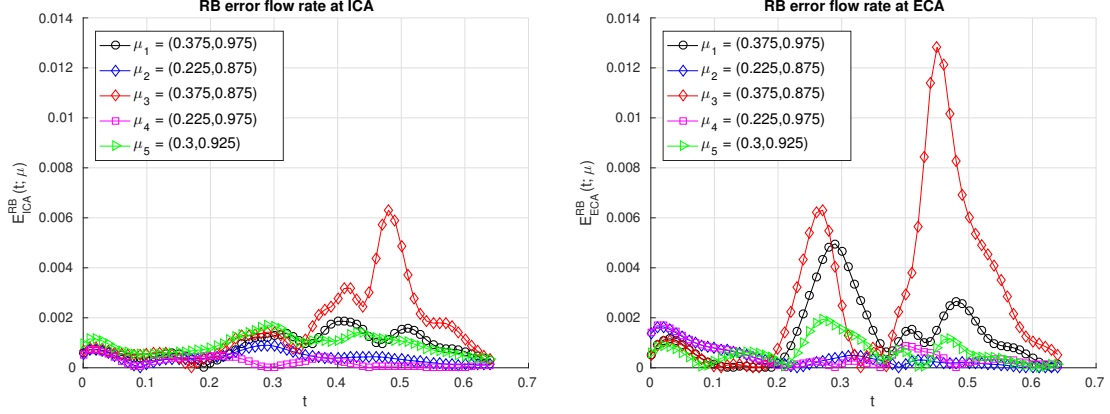 RB error flow rate at ICA
0.014
0.012
0.01
0.008
0.006
0.004
0.002
0
E^RB_ICA(t; μ)
μ1 = (0.375,0.975)
μ2 = (0.225,0.875)
μ3 = (0.375,0.875)
μ4 = (0.225,0.975)
μ5 = (0.3,0.925)
0 0.1 0.2 0.3 0.4 0.5 0.6 0.7
t
RB error flow rate at ECA
0.014
0.012
0.01
0.008
0.006
0.004
0.002
0
E^RB_ECA(t; μ)
μ1 = (0.375,0.975)
μ2 = (0.225,0.875)
μ3 = (0.375,0.875)
μ4 = (0.225,0.975)
μ5 = (0.3,0.925)
0 0.1 0.2 0.3 0.4 0.5 0.6 0.7
t